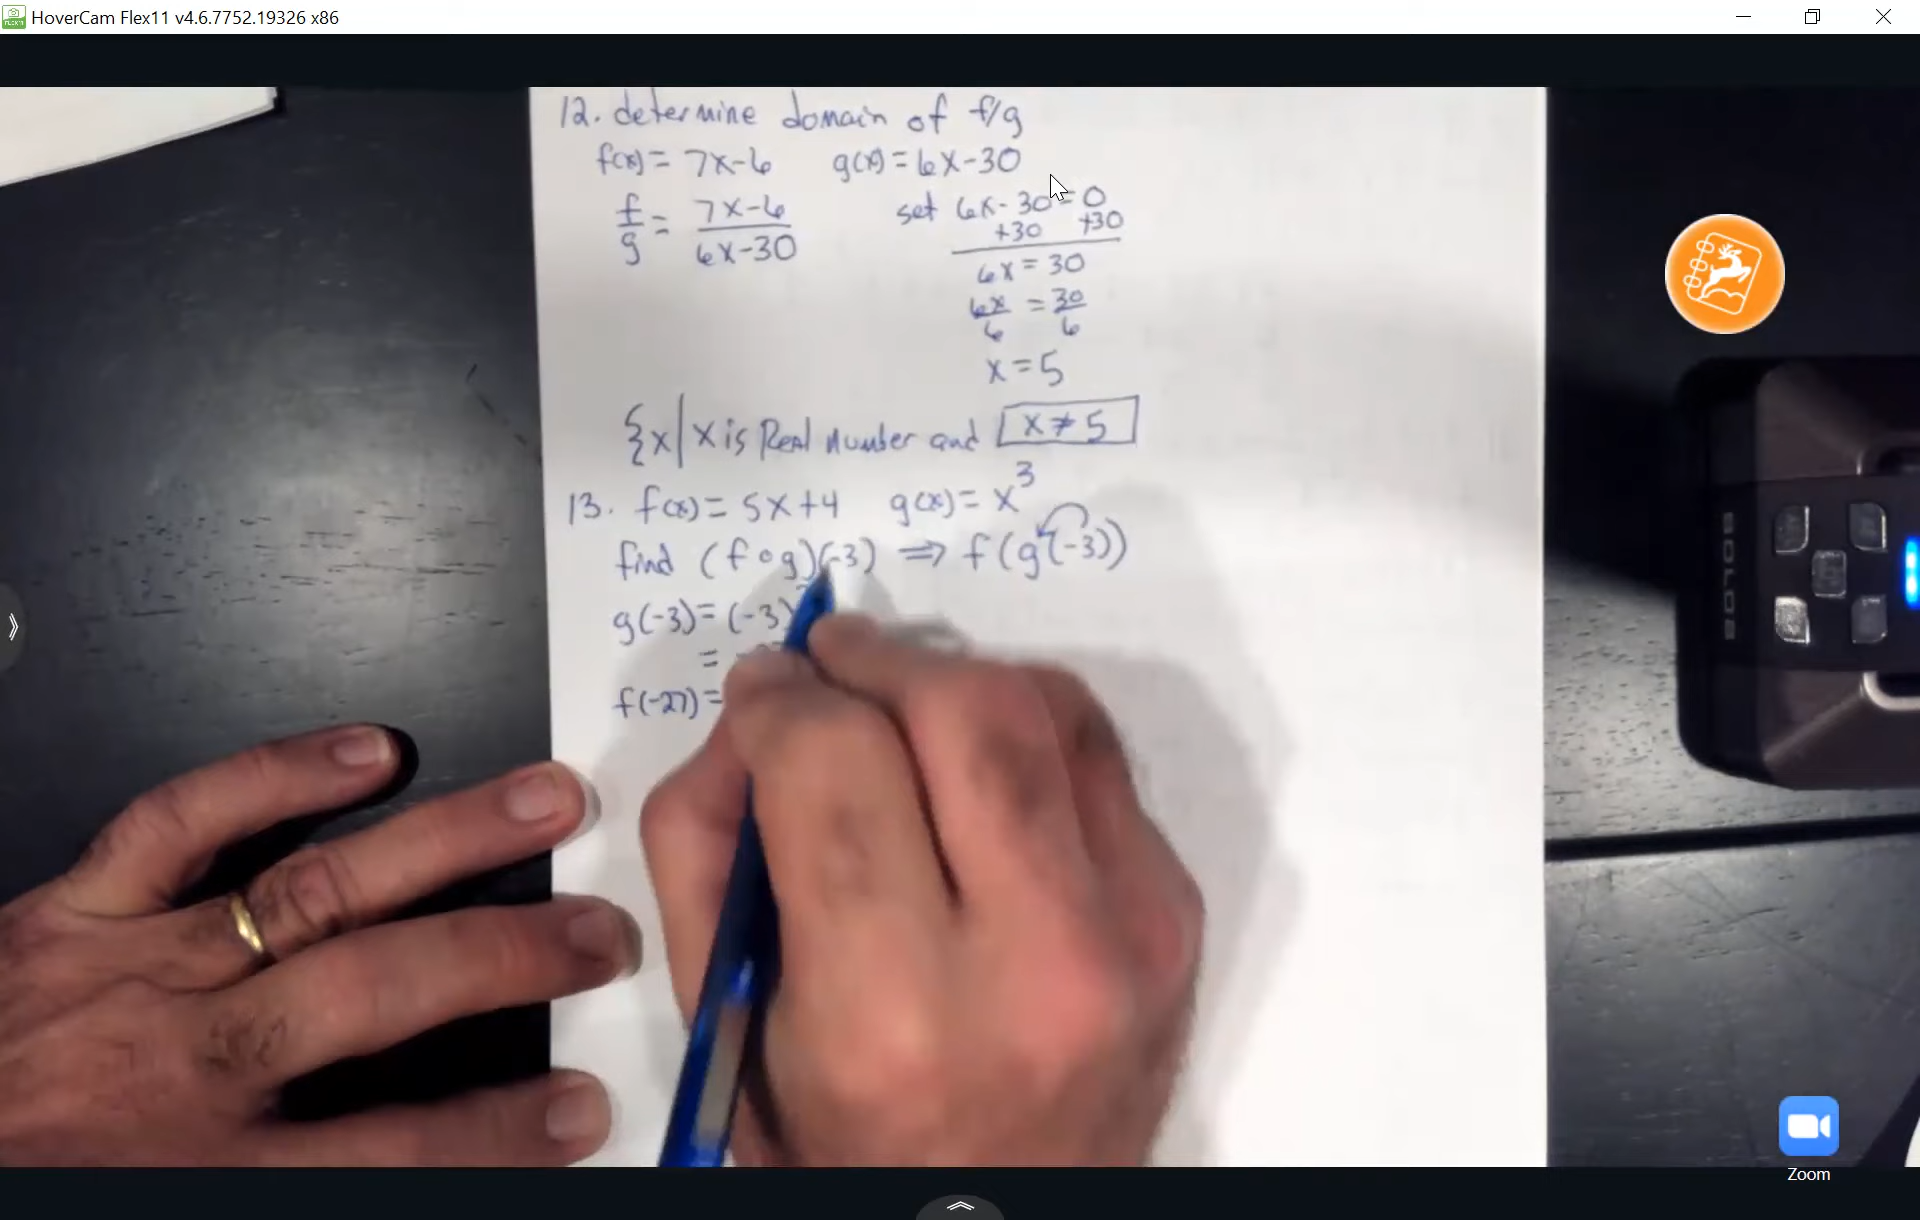 HoverCam Flex11 v4.6.7752.19326 x86
12. determine domain of f/g
f(x) = 7x-6 g(x) = 6x-30
f/g = 7x-6/6x-30
set 6x-30=0
+30 +30
6x = 30
6x/6 = 30/6
x = 5
{x|x is Real number and x ≠ 5
13. f(x) = 5x+4 g(x) = x³
find (f∘g)(-3) ⇒ f(g(-3))
g(-3) = (-3)
=
f(-27) =
SOLO8
Zoom